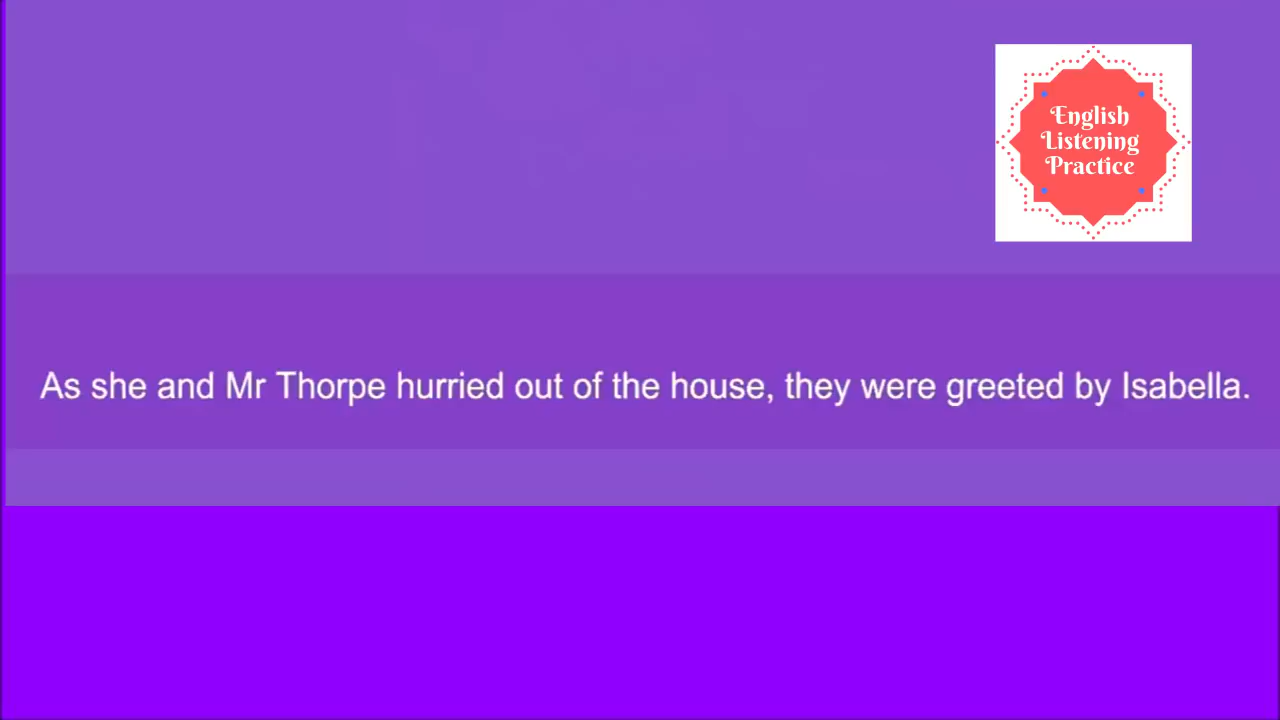 English
Listening
Practice
As she and Mr Thorpe hurried out of the house, they were greeted by Isabella.